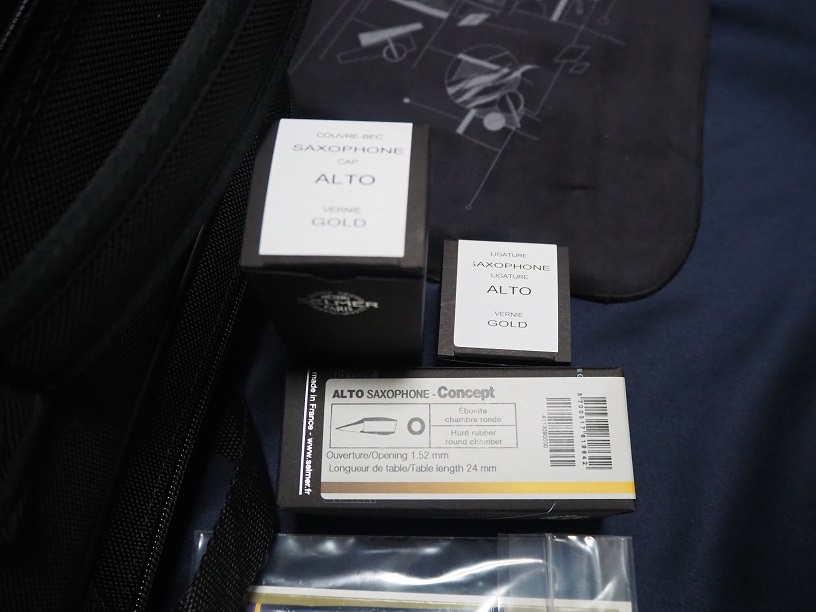 COUVRE-BEC
SAXOPHONE
CAP
ALTO
VERNIE
GOLD
SELMER
PARIS
LIGATURE
SAXOPHONE
LIGATURE
ALTO
VERNIE
GOLD
made in France - www.selmer.fr
ALTO SAXOPHONE - Concept
Ebonite
chambre ronde
Hard rubber
round chamber
Ouverture/Opening 1.52 mm
Longueur de table/Table length 24 mm